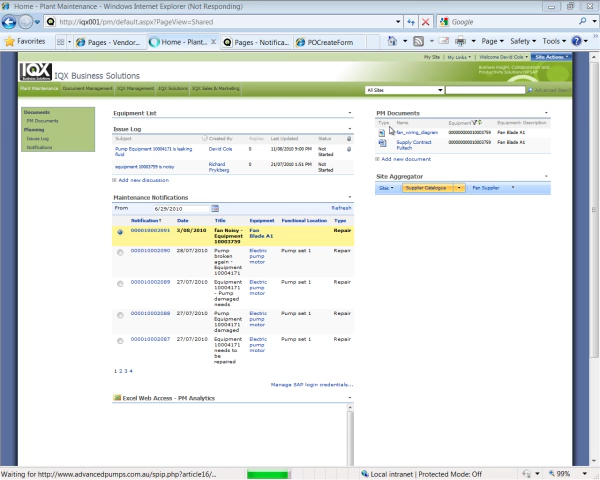 Home - Plant Maintenance - Windows Internet Explorer (Not Responding)
http://iqx001/pm/default.aspx?PageView=Shared
Google
Favorites
Pages - Vendor...
Home - Plant...
Pages - Notifica...
POCreateForm
Page
Safety
Tools
My Site
My Links
Welcome David Cole
Site Actions
IQX
IQX Business Solutions
Business Insight, Collaboration and
Plant Maintenance Document Management IQX Management IQX Solutions IQX Sales & Marketing
All Sites
Advanced Search
Documents
PM Documents
Planning
Issue Log
Notifications
Equipment List
Issue Log
Subject Created By Replies Last Updated Status
Pump Equipment 10004171 is leaking fluid David Cole 0 11/08/2010 9:00 PM Not Started
equipment 10003759 is noisy Richard Prykberg 0 21/07/2010 1:51 PM Not Started
Add new discussion
Maintenance Notifications
From 6/29/2010 Refresh
Notification Date Title Equipment Functional Location Type
000010002091 3/08/2010 fan Noisy - Equipment 10003759 Fan Blade A1 Repair
000010002090 28/07/2010 Pump broken again - Equipment 10004171 Electric pump motor Pump set 1 Repair
000010002089 27/07/2010 Equipment 10004171 - Pump damaged needs Electric pump motor Pump set 1 Repair
000010002088 27/07/2010 Pump Equipment 10004171 damaged Electric pump motor Pump set 1 Repair
000010002087 27/07/2010 Equipment 10004171 needs to be repaired Electric pump motor Pump set 1 Repair
1 2 3 4
Manage SAP login credentials...
Excel Web Access - PM Analytics
PM Documents
Type Name Equipment Equipment- Description
fan_wiring_diagram 000000000010003759 Fan Blade A1
Supply Contract Fultech 000000000010003759 Fan Blade A1
Add new document
Site Aggregator
Sites Supplier Catalogue Fan Supplier
Waiting for http://www.advancedpumps.com.au/spip.php?article16/...
Local intranet | Protected Mode: Off
99%